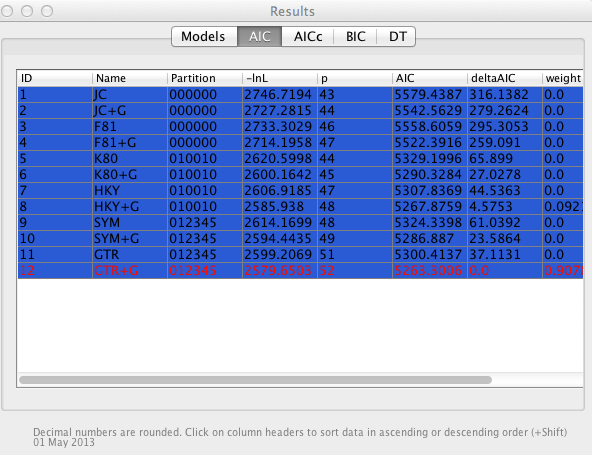 Results
Models AIC AICc BIC DT
ID Name Partition -lnL p AIC deltaAIC weight
1 JC 000000 2746.7194 43 5579.4387 316.1382 0.0
2 JC+G 000000 2727.2815 44 5542.5629 279.2624 0.0
3 F81 000000 2733.3029 46 5558.6059 295.3053 0.0
4 F81+G 000000 2714.1958 47 5522.3916 259.091 0.0
5 K80 010010 2620.5998 44 5329.1996 65.899 0.0
6 K80+G 010010 2600.1642 45 5290.3284 27.0278 0.0
7 HKY 010010 2606.9185 47 5307.8369 44.5363 0.0
8 HKY+G 010010 2585.938 48 5267.8759 4.5753 0.0921
9 SYM 012345 2614.1699 48 5324.3398 61.0392 0.0
10 SYM+G 012345 2594.4435 49 5286.887 23.5864 0.0
11 GTR 012345 2599.2069 51 5300.4137 37.1131 0.0
12 GTR+G 012345 2579.6503 52 5263.3006 0.0 0.9079
Decimal numbers are rounded. Click on column headers to sort data in ascending or descending order (+Shift)
01 May 2013